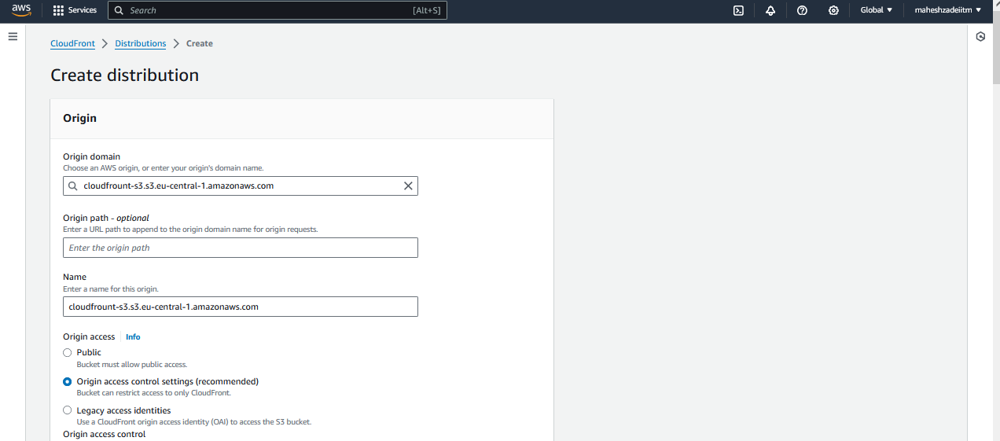 aws Services Search [Alt+S] Global maheshzadeiitm
CloudFront Distributions Create
Create distribution
Origin
Origin domain
Choose an AWS origin, or enter your origin's domain name.
cloudfrount-s3.s3.eu-central-1.amazonaws.com
Origin path - optional
Enter a URL path to append to the origin domain name for origin requests.
Enter the origin path
Name
Enter a name for this origin.
cloudfrount-s3.s3.eu-central-1.amazonaws.com
Origin access Info
Public
Bucket must allow public access.
Origin access control settings (recommended)
Bucket can restrict access to only CloudFront.
Legacy access identities
Use a CloudFront origin access identity (OAI) to access the S3 bucket.
Origin access control